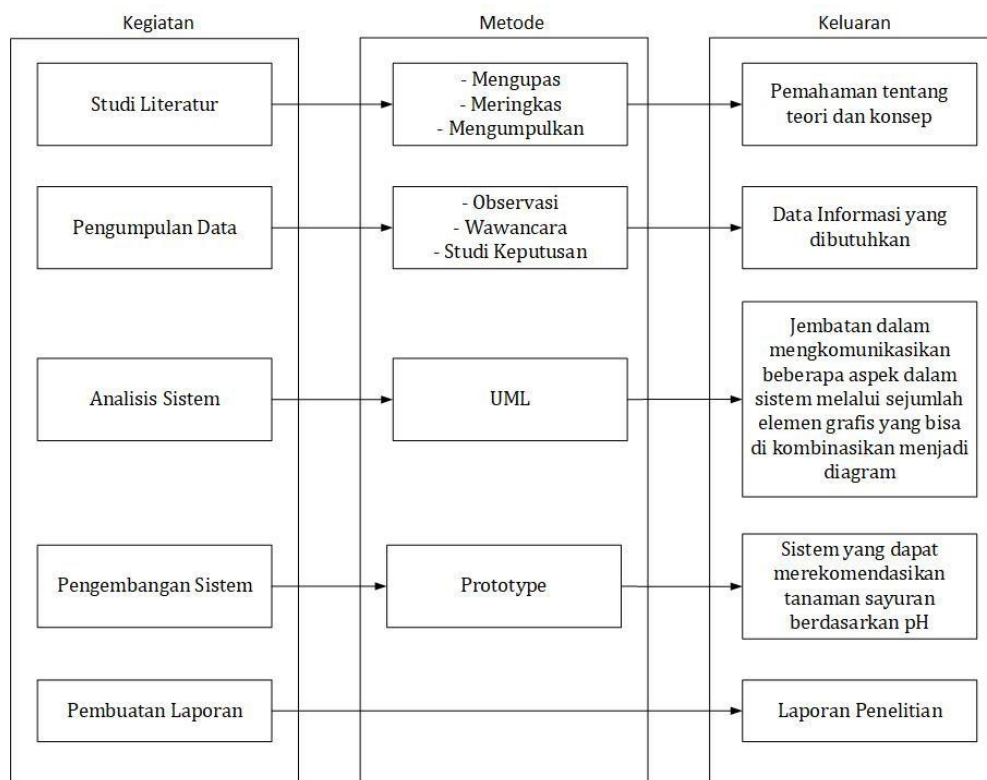 Kegiatan
Metode
Keluaran
Studi Literatur
- Mengupas
- Meringkas
- Mengumpulkan
Pemahaman tentang
teori dan konsep
Pengumpulan Data
- Observasi
- Wawancara
- Studi Keputusan
Data Informasi yang
dibutuhkan
Analisis Sistem
UML
Jembatan dalam
mengkomunikasikan
beberapa aspek dalam
sistem melalui sejumlah
elemen grafis yang bisa
di kombinasikan menjadi
diagram
Pengembangan Sistem
Prototype
Sistem yang dapat
merekomendasikan
tanaman sayuran
berdasarkan pH
Pembuatan Laporan
Laporan Penelitian